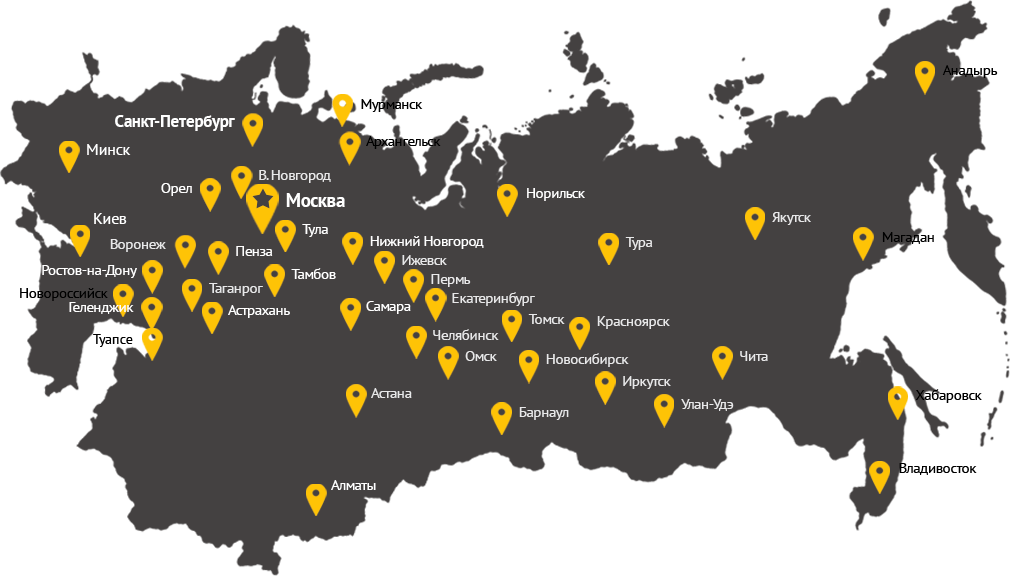 Анадырь
Мурманск
Санкт-Петербург
Архангельск
Минск
В. Новгород
Орел
Норильск
Москва
Киев
Якутск
Тула
Магадан
Воронеж
Нижний Новгород
Тура
Пенза
Ижевск
Ростов-на-Дону
Тамбов
Пермь
Таганрог
Новороссийск
Екатеринбург
Геленджик
Самара
Астрахань
Томск
Красноярск
Туапсе
Челябинск
Омск
Новосибирск
Чита
Иркутск
Астана
Хабаровск
Улан-Удэ
Барнаул
Владивосток
Алматы